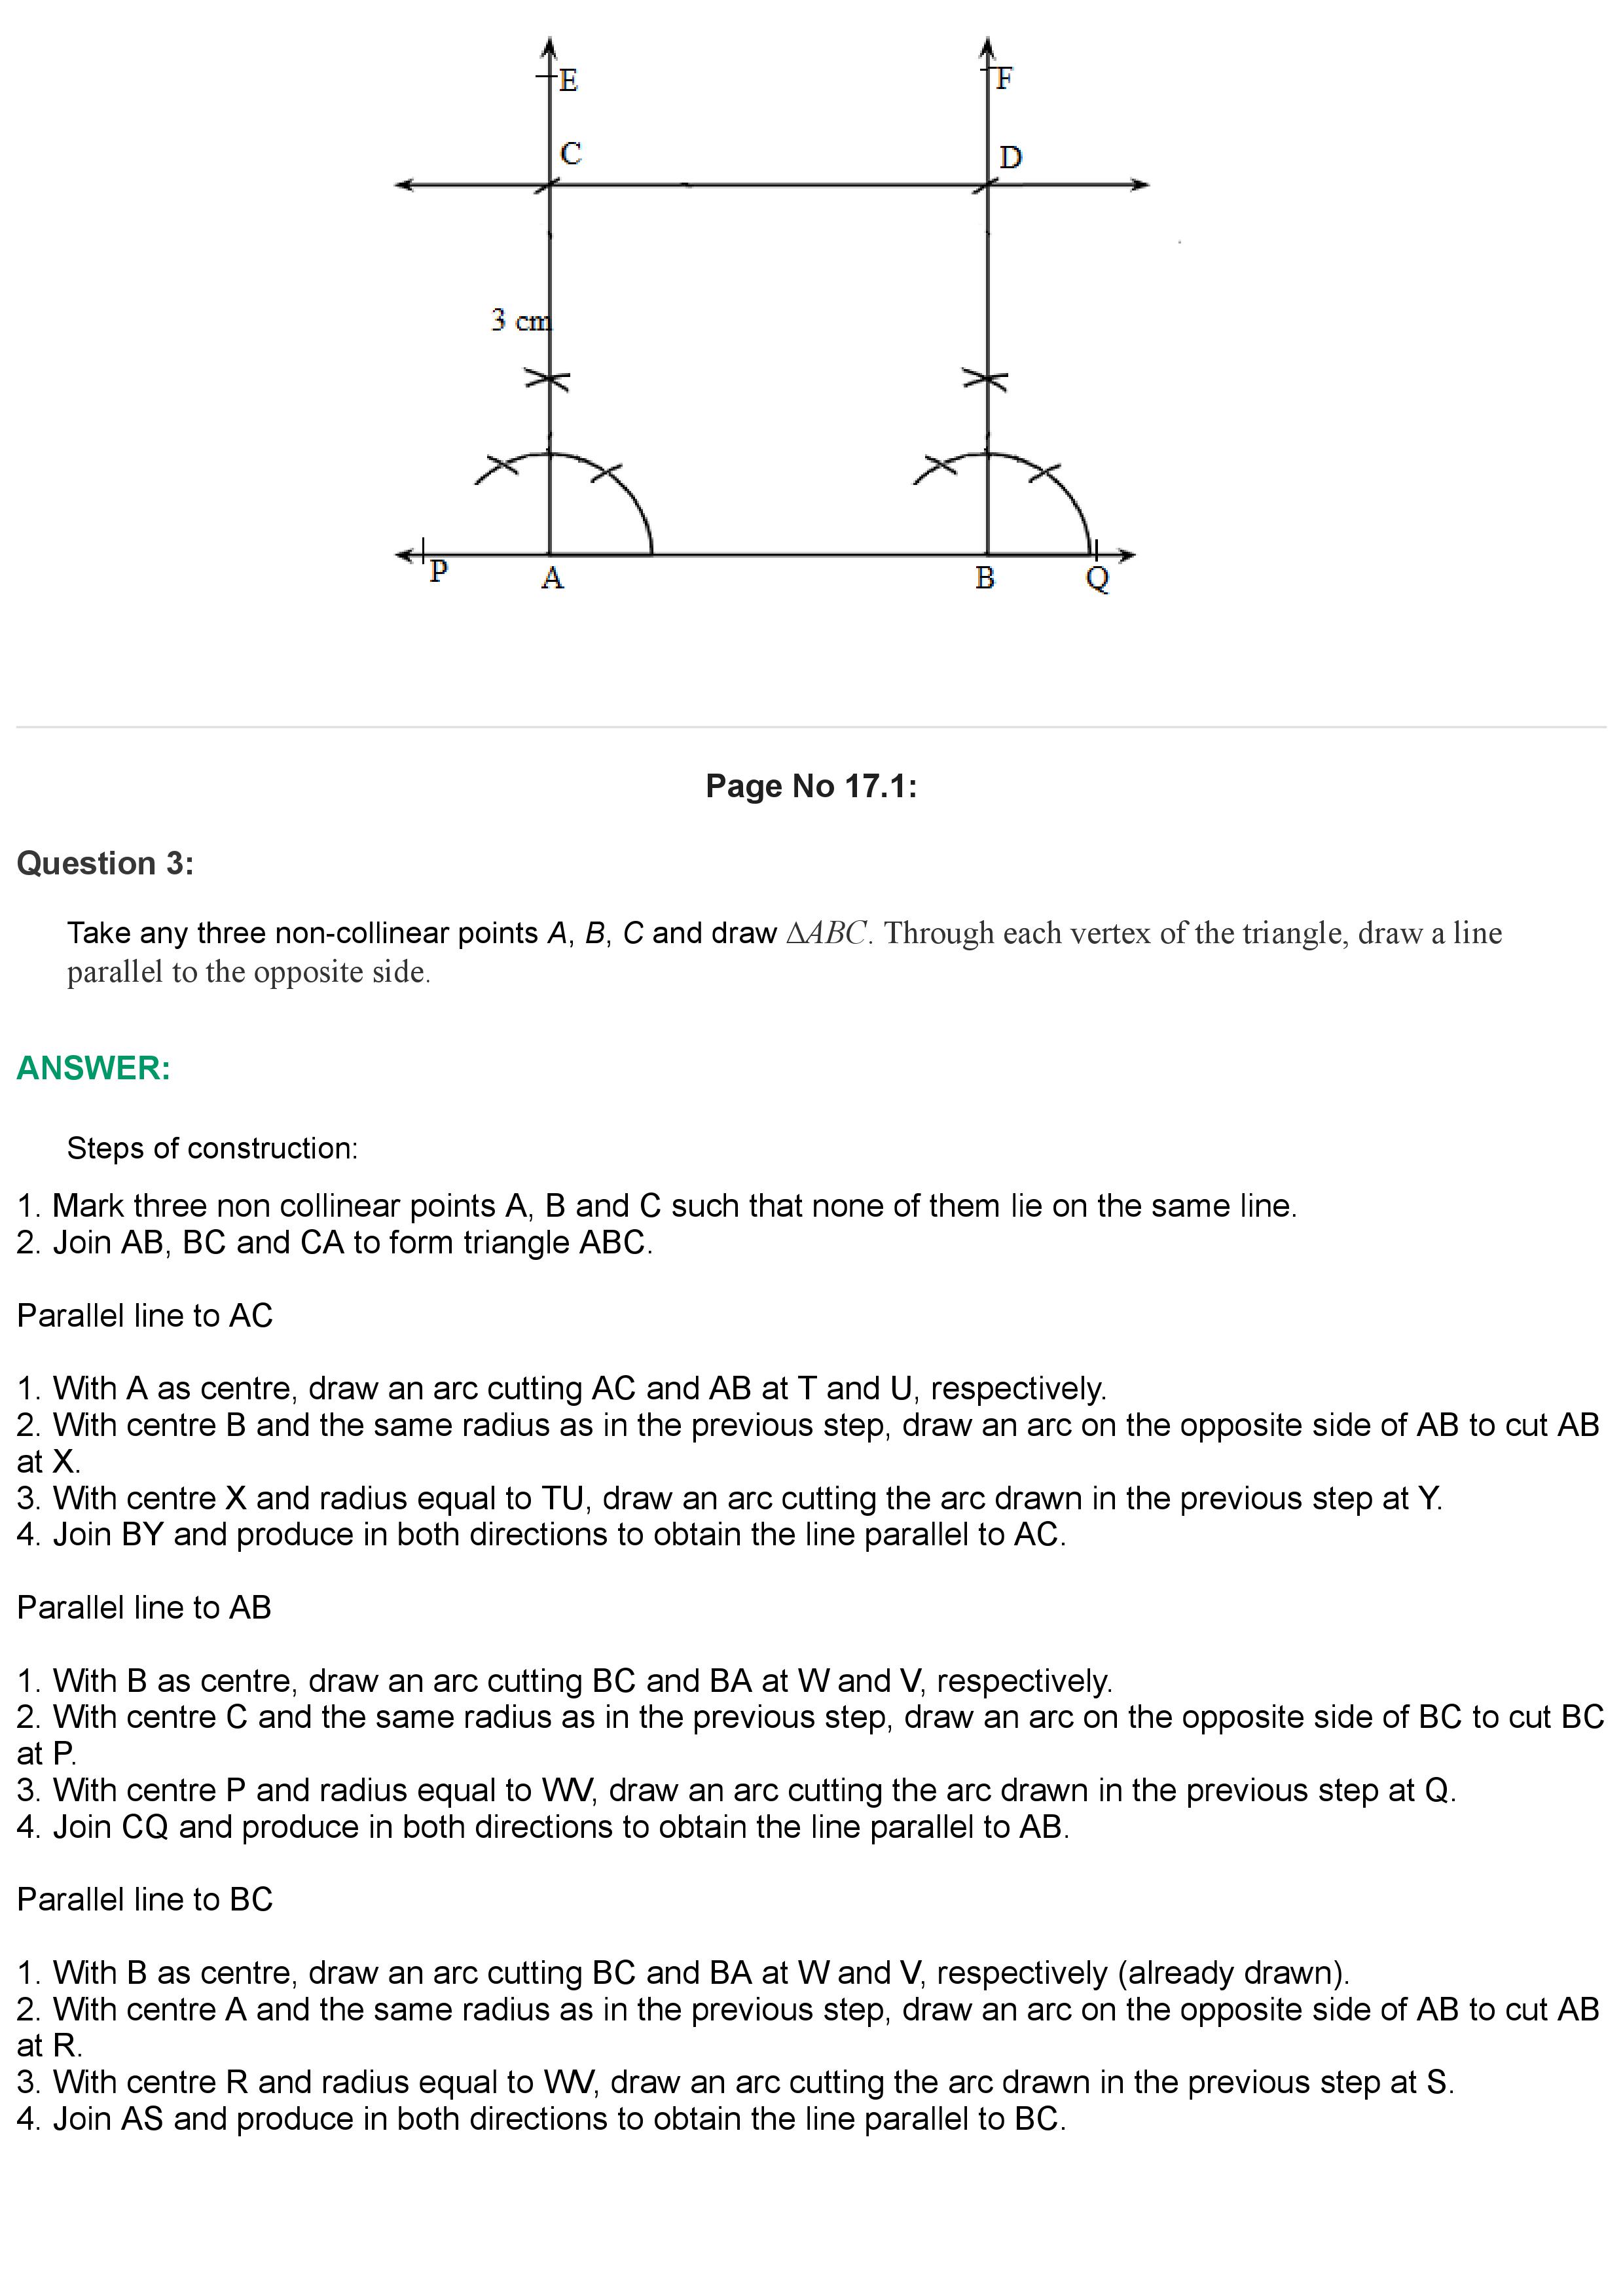 E
F
C
D
3 cm
P
A
B
Q
Page No 17.1:
Question 3:
Take any three non-collinear points A, B, C and draw ∆ABC. Through each vertex of the triangle, draw a line
parallel to the opposite side.
ANSWER:
Steps of construction:
1. Mark three non collinear points A, B and C such that none of them lie on the same line.
2. Join AB, BC and CA to form triangle ABC.
Parallel line to AC
1. With A as centre, draw an arc cutting AC and AB at T and U, respectively.
2. With centre B and the same radius as in the previous step, draw an arc on the opposite side of AB to cut AB
at X.
3. With centre X and radius equal to TU, draw an arc cutting the arc drawn in the previous step at Y.
4. Join BY and produce in both directions to obtain the line parallel to AC.
Parallel line to AB
1. With B as centre, draw an arc cutting BC and BA at W and V, respectively.
2. With centre C and the same radius as in the previous step, draw an arc on the opposite side of BC to cut BC
at P.
3. With centre P and radius equal to WV, draw an arc cutting the arc drawn in the previous step at Q.
4. Join CQ and produce in both directions to obtain the line parallel to AB.
Parallel line to BC
1. With B as centre, draw an arc cutting BC and BA at W and V, respectively (already drawn).
2. With centre A and the same radius as in the previous step, draw an arc on the opposite side of AB to cut AB
at R.
3. With centre R and radius equal to WV, draw an arc cutting the arc drawn in the previous step at S.
4. Join AS and produce in both directions to obtain the line parallel to BC.